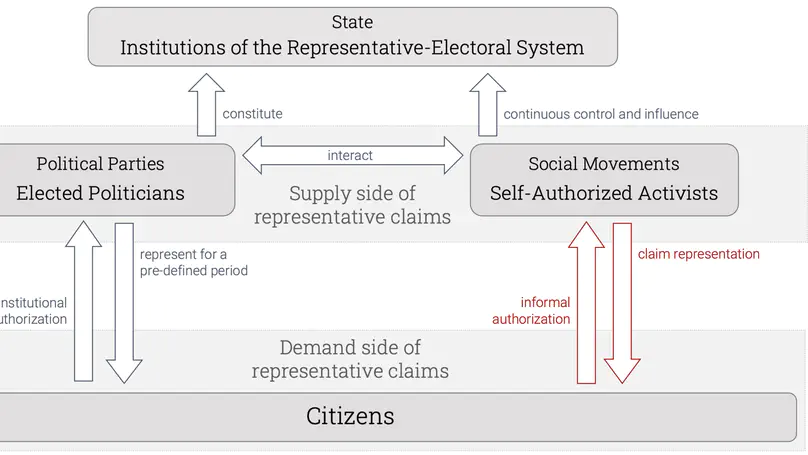 State
Institutions of the Representative-Electoral System
constitute
continuous control and influence
Political Parties
Elected Politicians
interact
Social Movements
Self-Authorized Activists
Supply side of
representative claims
represent for a
pre-defined period
claim representation
nstitutional
uthorization
informal
authorization
Demand side of
representative claims
Citizens